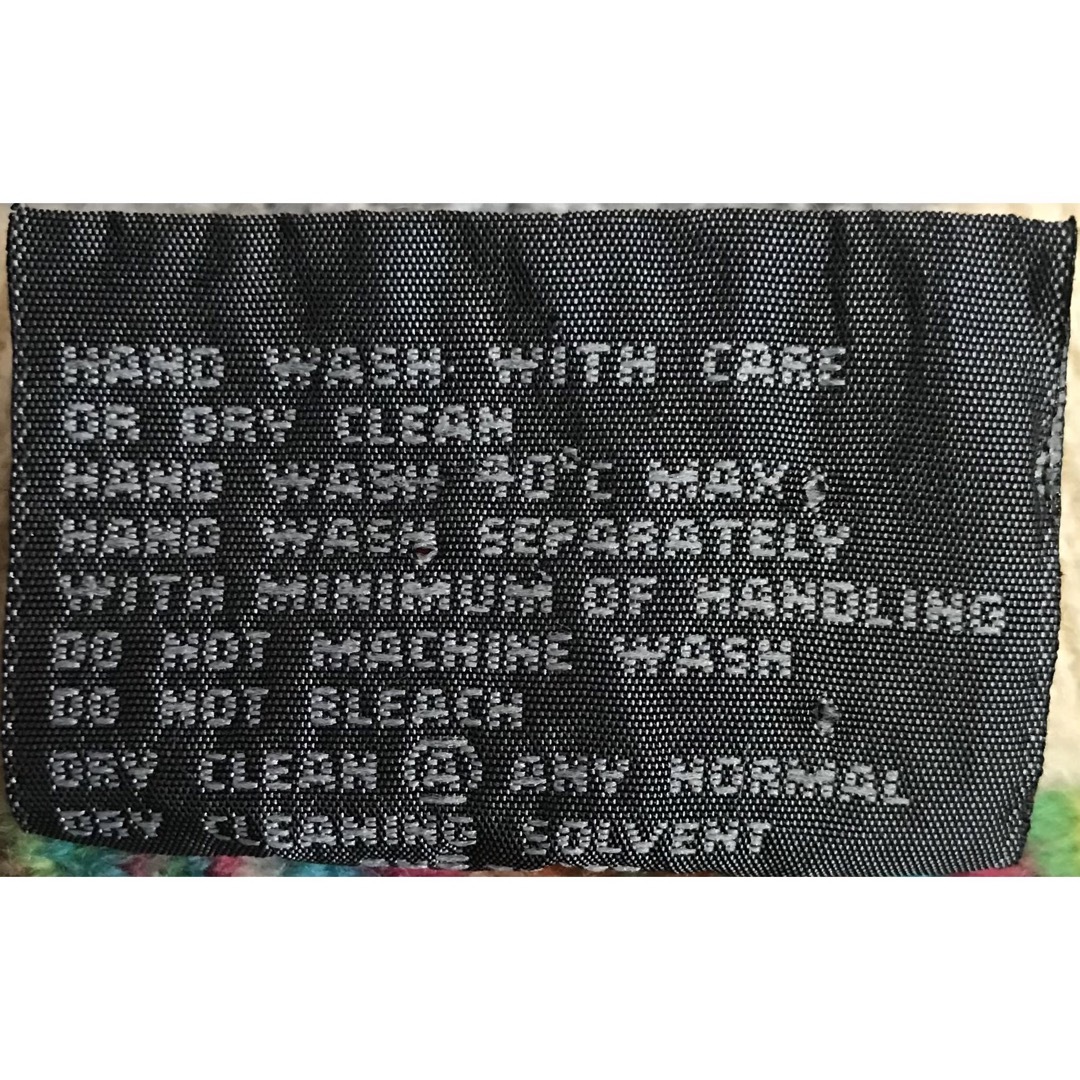 HAND WASH WITH CARE
OR DRY CLEAN
HAND WASH 40°C MAX
HAND WASH SEPARATELY
WITH MINIMUM OF HANDLING
DO NOT MACHINE WASH
DO NOT BLEACH
DRY CLEAN Ⓐ ANY NORMAL
DRY CLEANING SOLVENT